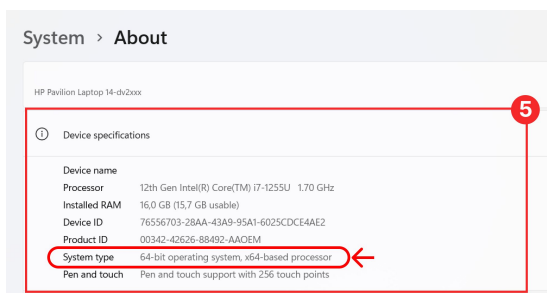 System > About
HP Pavilion Laptop 14-dv2xxx
5
Device specifications
Device name
Processor 12th Gen Intel(R) Core(TM) i7-1255U 1.70 GHz
Installed RAM 16,0 GB (15,7 GB usable)
Device ID 76556703-28AA-43A9-95A1-6025CDCE4AE2
Product ID 00342-42626-88492-AAOEM
System type 64-bit operating system, x64-based processor
Pen and touch Pen and touch support with 256 touch points